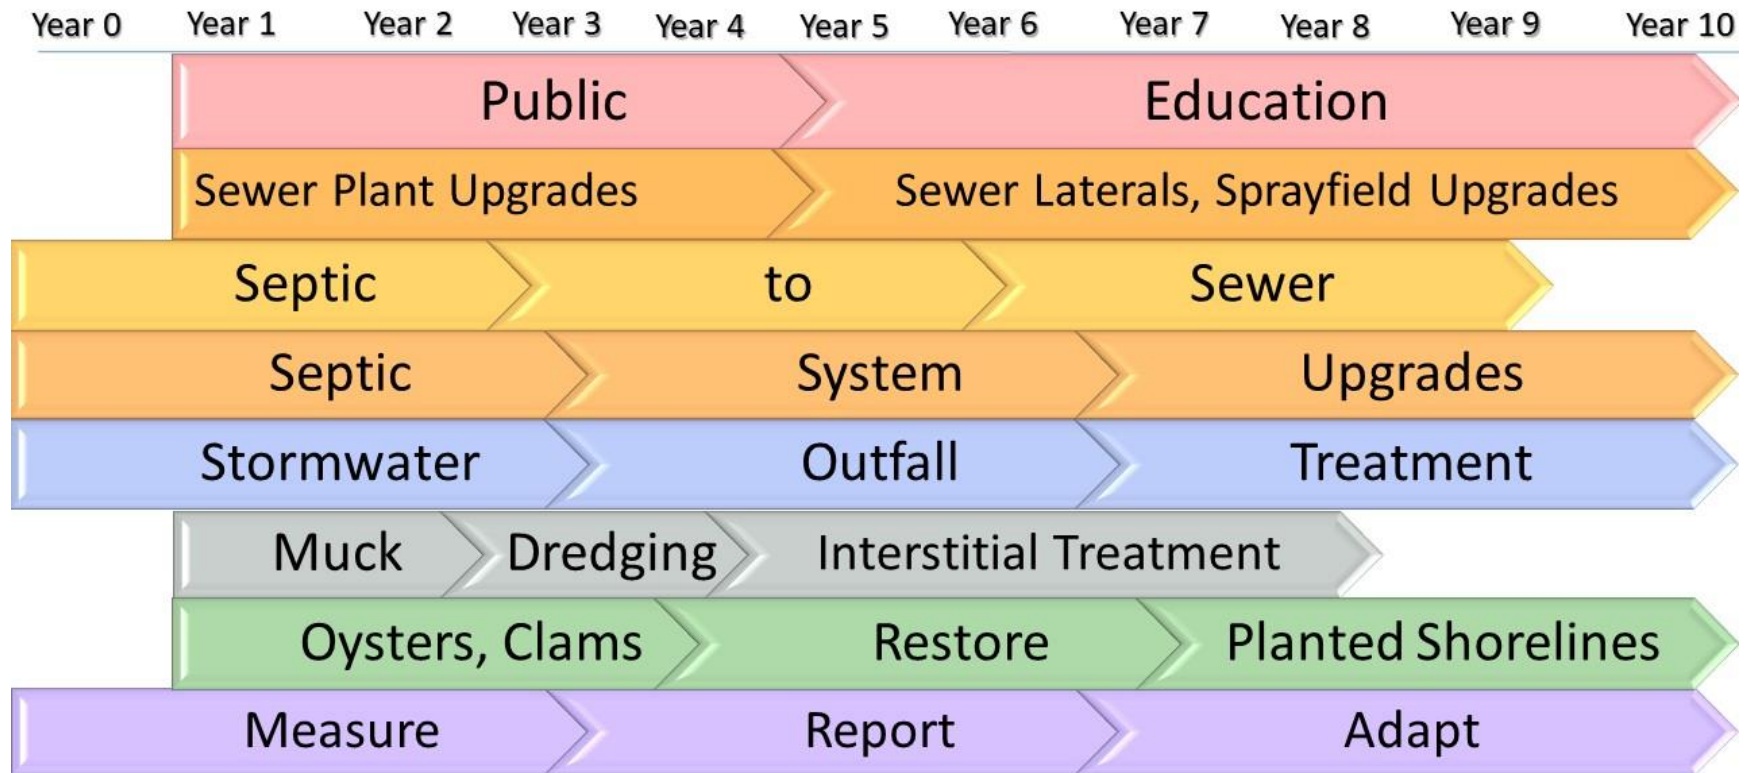 Year 0 Year 1 Year 2 Year 3 Year 4 Year 5 Year 6 Year 7 Year 8 Year 9 Year 10
Public Education
Sewer Plant Upgrades Sewer Laterals, Sprayfield Upgrades
Septic to Sewer
Septic System Upgrades
Stormwater Outfall Treatment
Muck Dredging Interstitial Treatment
Oysters, Clams Restore Planted Shorelines
Measure Report Adapt